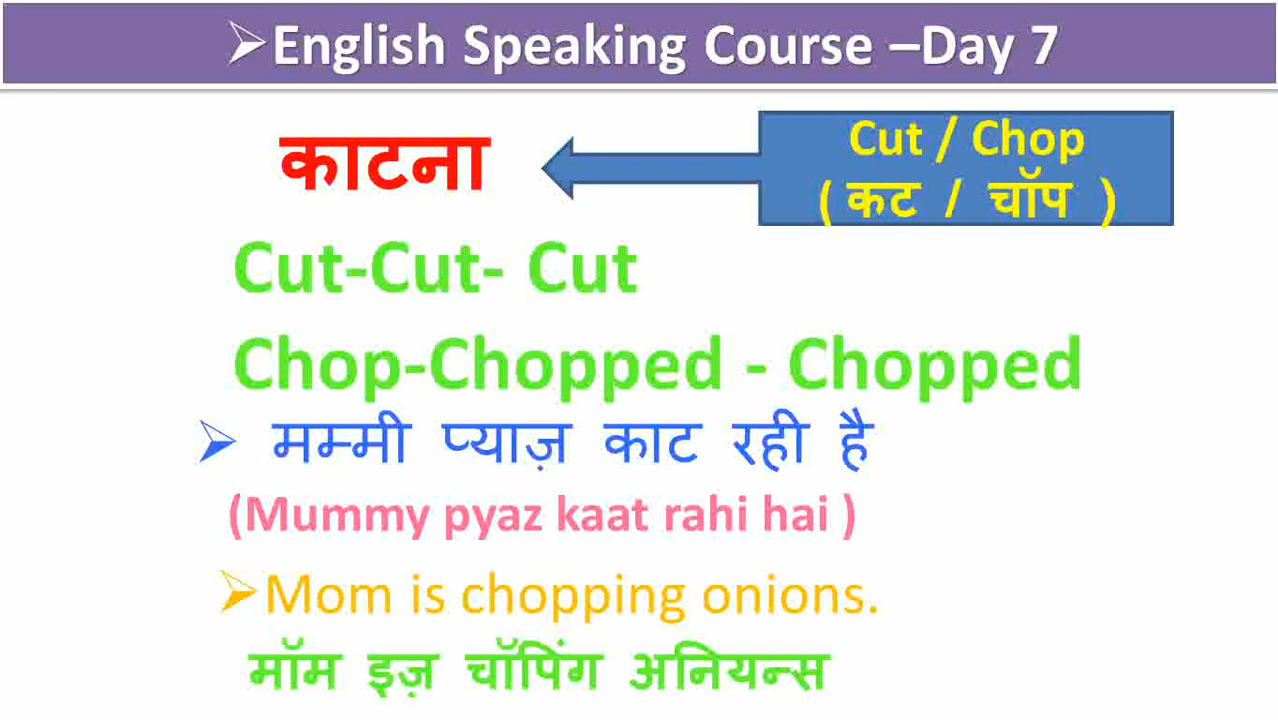 ➢English Speaking Course –Day 7
काटना
Cut / Chop
( कट / चॉप )
Cut-Cut- Cut
Chop-Chopped - Chopped
➢ मम्मी प्याज़ काट रही है
(Mummy pyaz kaat rahi hai )
➢Mom is chopping onions.
मॉम इज़ चॉपिंग अनियन्स